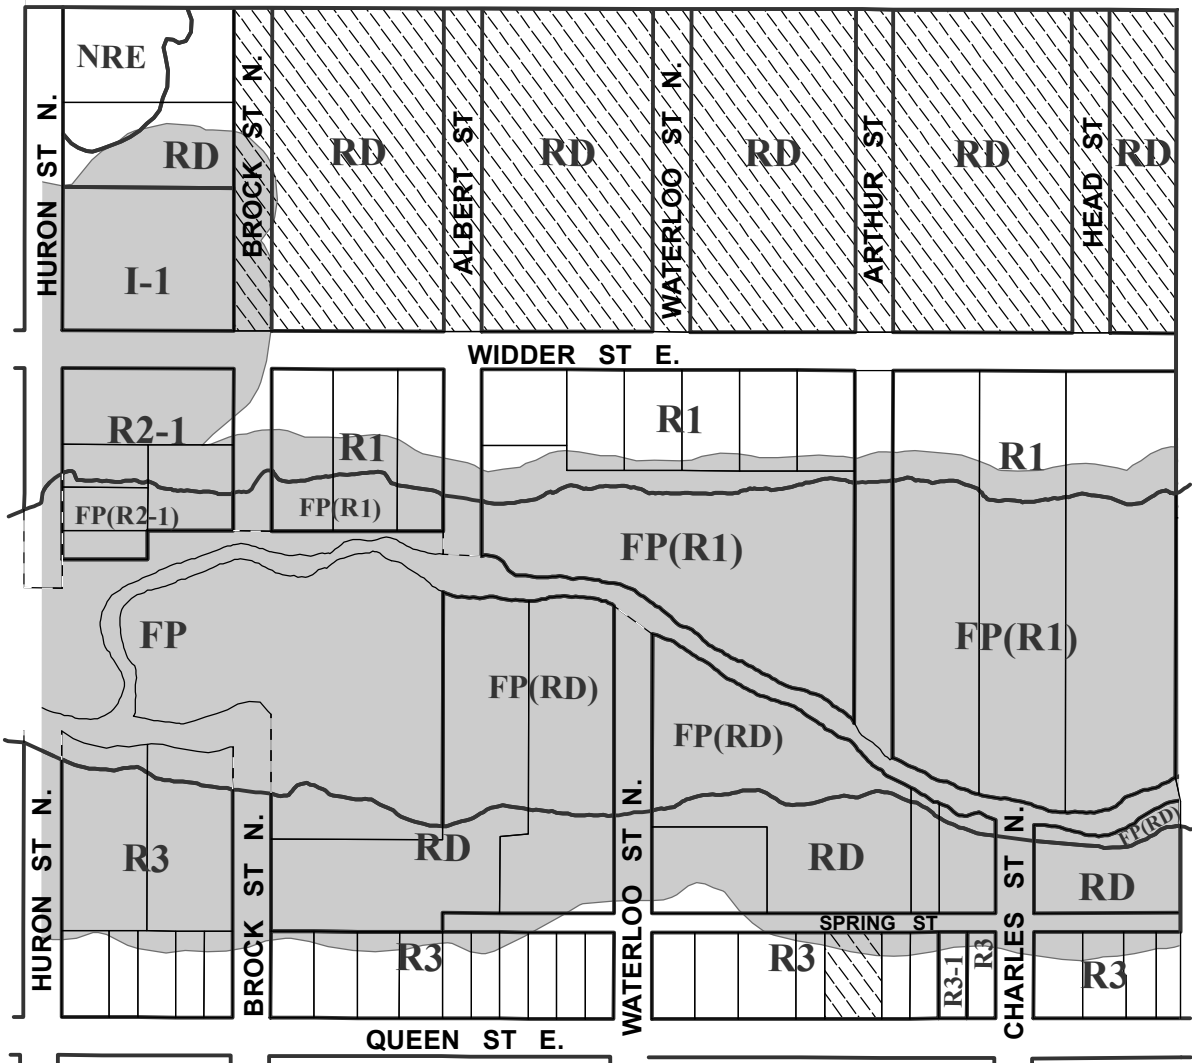 NRE
HURON ST N.
RD
BROCK ST N.
RD
ALBERT ST
RD
WATERLOO ST N.
RD
ARTHUR ST
RD
HEAD ST
RD
I-1
WIDDER ST E.
R2-1
R1
R1
R1
FP(R2-1)
FP(R1)
FP(R1)
FP(R1)
FP
FP(RD)
FP(RD)
FP(RD)
HURON ST N.
R3
BROCK ST N.
RD
WATERLOO ST N.
RD
CHARLES ST N.
RD
SPRING ST
R3
R3
R3-1
R3
R3
QUEEN ST E.